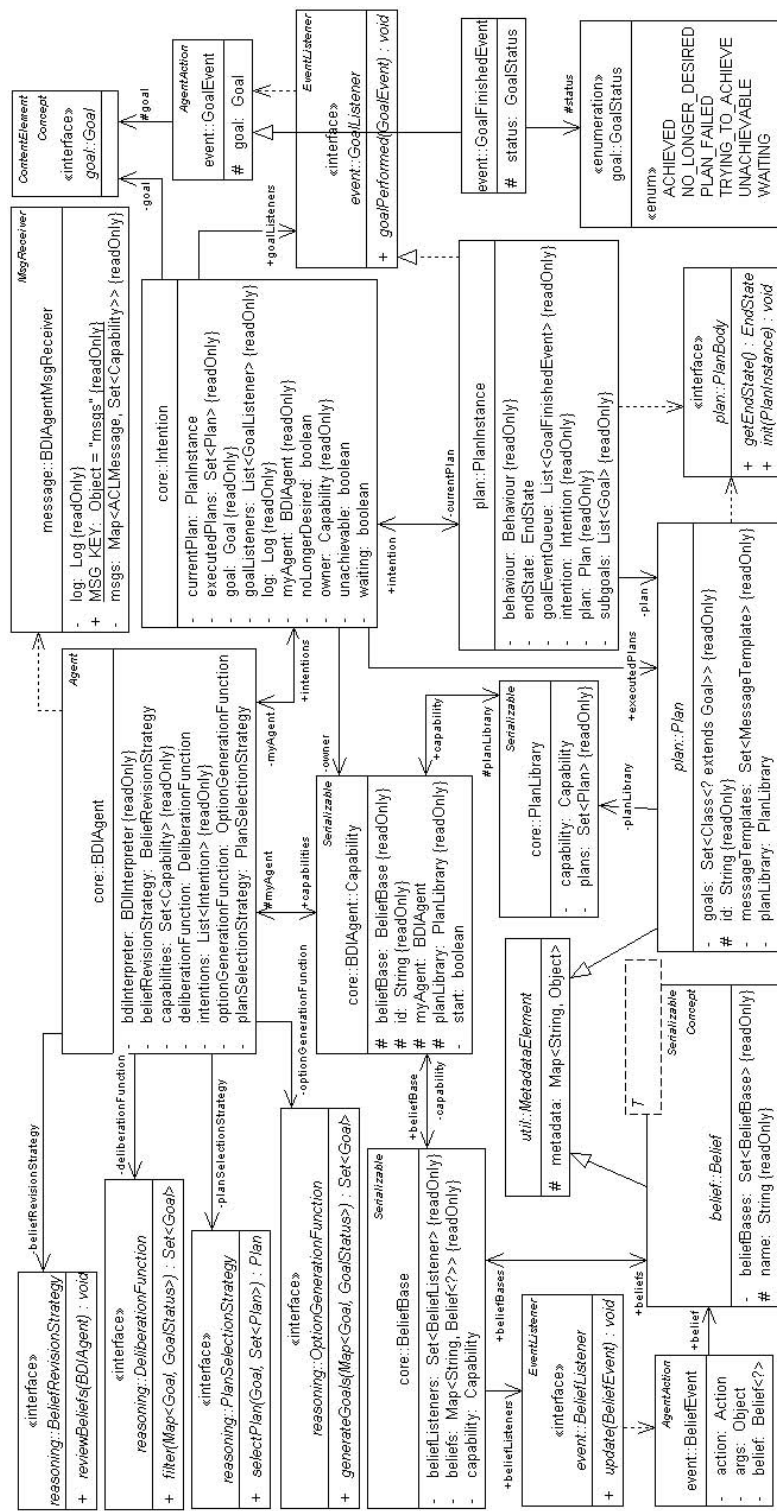 «interface»
reasoning::BeliefRevisionStrategy
+ reviewBeliefs(BDIAgent) : void
«interface»
reasoning::DeliberationFunction
+ filter(Map<Goal, GoalStatus>) : Set<Goal>
«interface»
reasoning::PlanSelectionStrategy
+ selectPlan(Goal, Set<Plan>) : Plan
«interface»
reasoning::OptionGenerationFunction
+ generateGoals(Map<Goal, GoalStatus>) : Set<Goal>
-beliefRevisionStrategy
-deliberationFunction
-planSelectionStrategy
-optionGenerationFunction
Agent
core::BDIAgent
- bdiInterpreter: BDIInterpreter {readOnly}
- beliefRevisionStrategy: BeliefRevisionStrategy
- capabilities: Set<Capability> {readOnly}
- deliberationFunction: DeliberationFunction
- intentions: List<Intention> {readOnly}
- optionGenerationFunction: OptionGenerationFunction
- planSelectionStrategy: PlanSelectionStrategy
MsgReceiver
message::BDIAgentMsgReceiver
- log: Log {readOnly}
+ MSG_KEY: Object = "msgs" {readOnly}
- msgs: Map<ACLMessage, Set<Capability>> {readOnly}
ContentElement
Concept
«interface»
goal::Goal
-goal
#goal
-myAgent
+intentions
#myAgent
+capabilities
-owner
core::Intention
- currentPlan: PlanInstance
- executedPlans: Set<Plan> {readOnly}
- goal: Goal {readOnly}
- goalListeners: List<GoalListener> {readOnly}
- log: Log {readOnly}
- myAgent: BDIAgent {readOnly}
- noLongerDesired: boolean
- owner: Capability {readOnly}
- unachievable: boolean
- waiting: boolean
+goalListeners
AgentAction
event::GoalEvent
# goal: Goal
EventListener
«interface»
event::GoalListener
+ goalPerformed(GoalEvent) : void
event::GoalFinishedEvent
# status: GoalStatus
#status
«enumeration»
goal::GoalStatus
«enum»
ACHIEVED
NO_LONGER_DESIRED
PLAN_FAILED
TRYING_TO_ACHIEVE
UNACHIEVABLE
WAITING
Serializable
core::BeliefBase
- beliefListeners: Set<BeliefListener> {readOnly}
- beliefs: Map<String, Belief<?>> {readOnly}
- capability: Capability
+beliefBase
-capability
Serializable
core::BDIAgent::Capability
# beliefBase: BeliefBase {readOnly}
# id: String {readOnly}
# myAgent: BDIAgent
# planLibrary: PlanLibrary {readOnly}
- start: boolean
+capability
#planLibrary
Serializable
core::PlanLibrary
- capability: Capability
- plans: Set<Plan> {readOnly}
+intention
-currentPlan
plan::PlanInstance
- behaviour: Behaviour {readOnly}
- endState: EndState
- goalEventQueue: List<GoalFinishedEvent> {readOnly}
- intention: Intention {readOnly}
- plan: Plan {readOnly}
- subgoals: List<Goal> {readOnly}
+beliefListeners
+beliefBases
+beliefs
EventListener
«interface»
event::BeliefListener
+ update(BeliefEvent) : void
util::MetadataElement
# metadata: Map<String, Object>
-planLibrary
+executedPlans
-plan
AgentAction
event::BeliefEvent
- action: Action
- args: Object
- belief: Belief<?>
+belief
T
Serializable
Concept
belief::Belief
- beliefBases: Set<BeliefBase> {readOnly}
# name: String {readOnly}
plan::Plan
- goals: Set<Class<? extends Goal>> {readOnly}
# id: String {readOnly}
- messageTemplates: Set<MessageTemplate> {readOnly}
- planLibrary: PlanLibrary
«interface»
plan::PlanBody
+ getEndState() : EndState
+ init(PlanInstance) : void